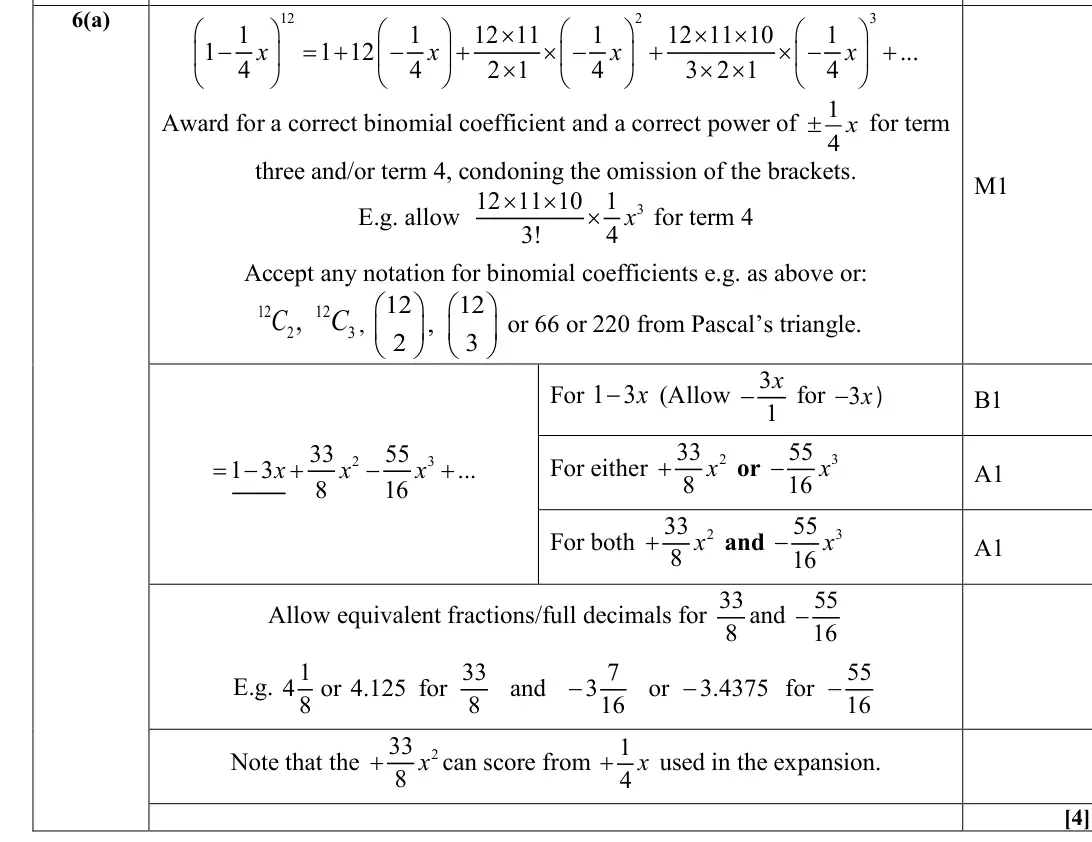 6(a)
(1 − 1/4 x)^12 = 1 + 12(− 1/4 x) + (12×11)/(2×1) × (− 1/4 x)^2 + (12×11×10)/(3×2×1) × (− 1/4 x)^3 + ...
Award for a correct binomial coefficient and a correct power of ± 1/4 x for term
three and/or term 4, condoning the omission of the brackets.
E.g. allow (12×11×10)/3! × 1/4 x^3 for term 4
Accept any notation for binomial coefficients e.g. as above or:
^12C_2, ^12C_3, (12 2), (12 3) or 66 or 220 from Pascal's triangle.
M1
= 1 − 3x + 33/8 x^2 − 55/16 x^3 + ...
For 1 − 3x (Allow − 3x/1 for −3x)
B1
For either + 33/8 x^2 or − 55/16 x^3
A1
For both + 33/8 x^2 and − 55/16 x^3
A1
Allow equivalent fractions/full decimals for 33/8 and − 55/16
E.g. 4 1/8 or 4.125 for 33/8 and −3 7/16 or −3.4375 for − 55/16
Note that the + 33/8 x^2 can score from + 1/4 x used in the expansion.
[4]